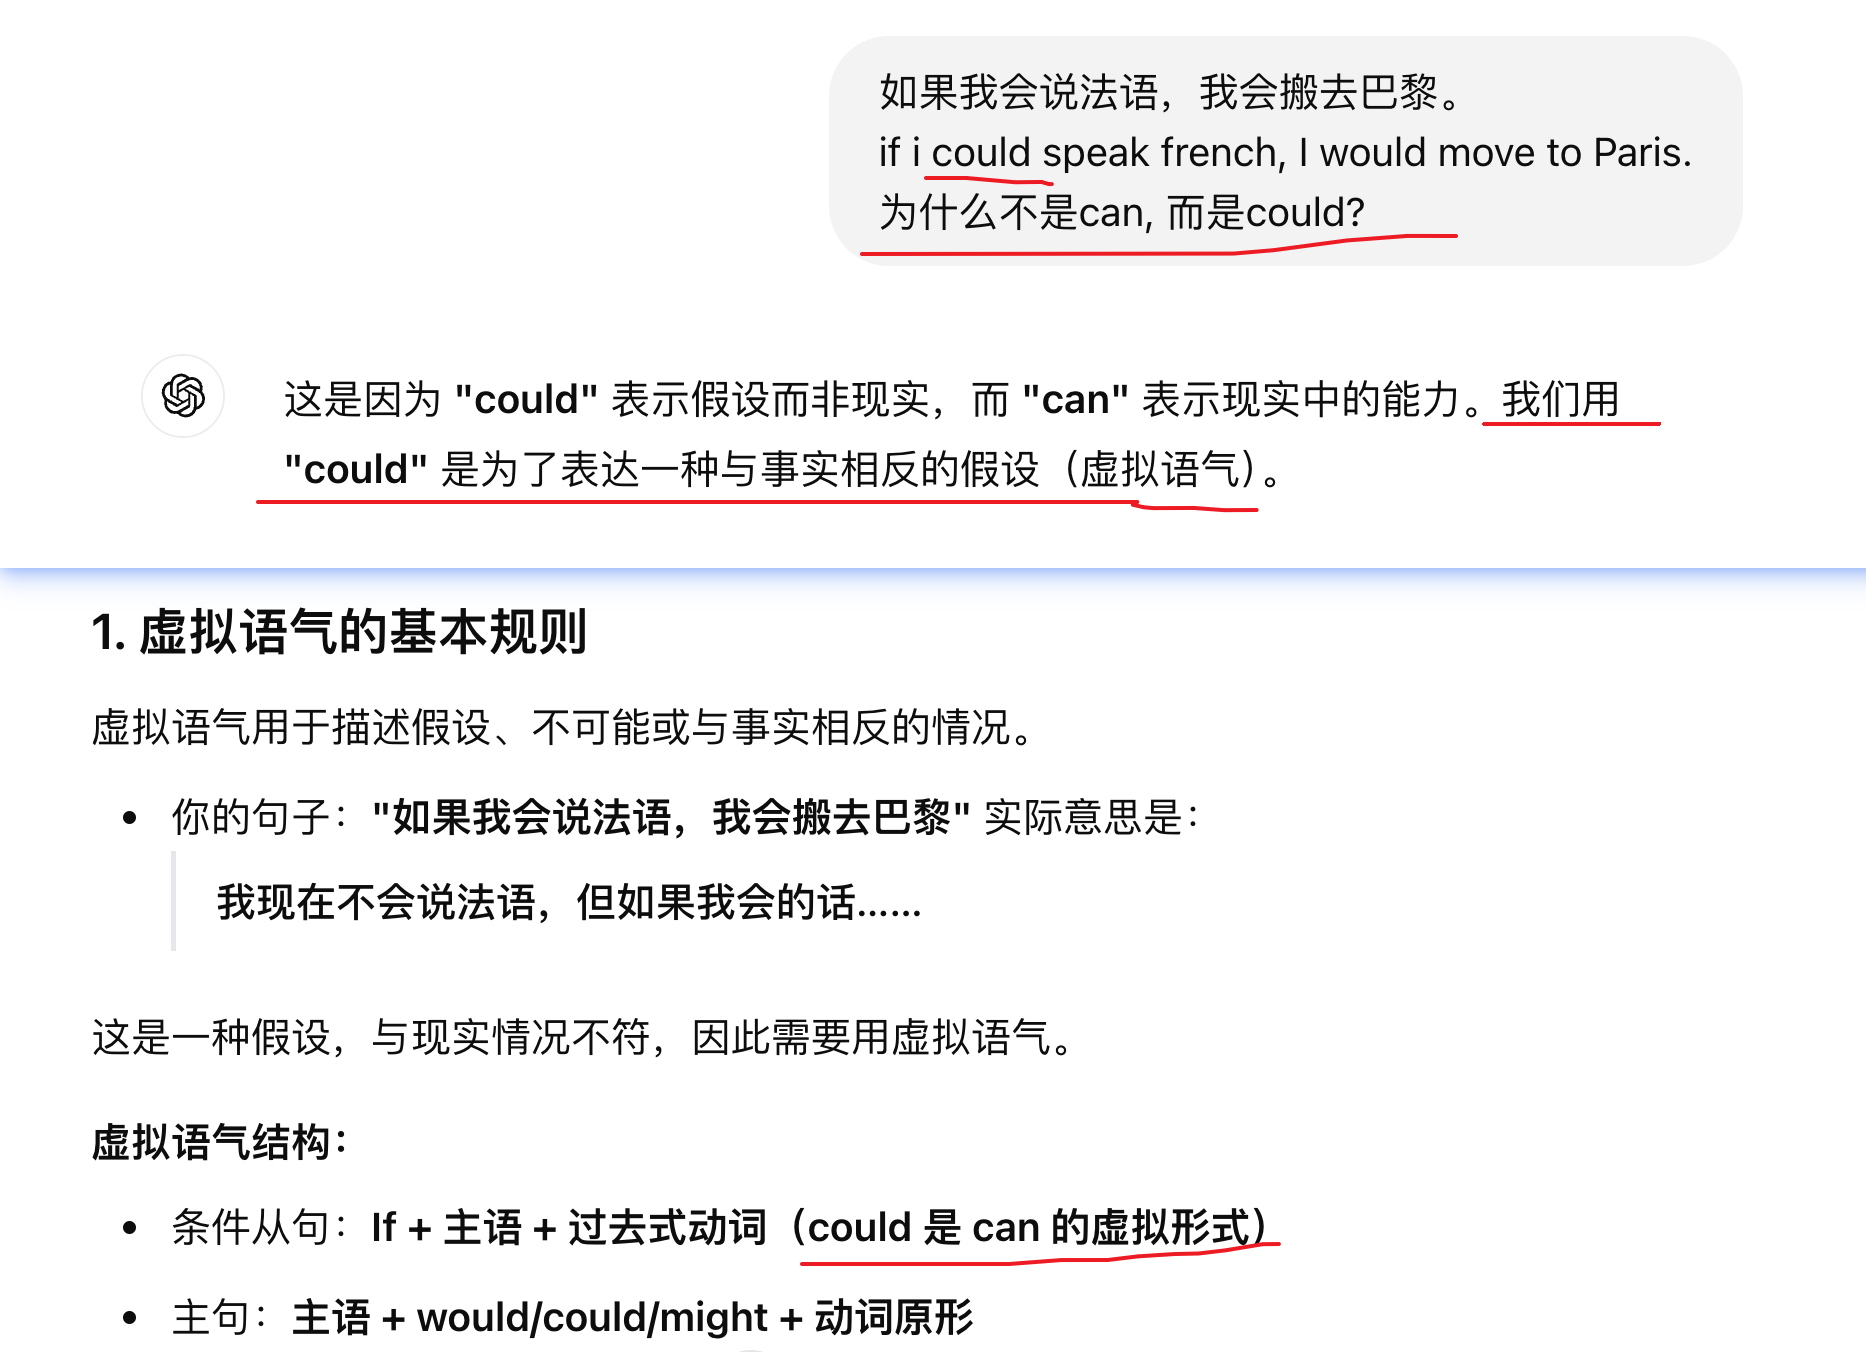 如果我会说法语，我会搬去巴黎。
if i could speak french, I would move to Paris.
为什么不是can, 而是could?
这是因为 "could" 表示假设而非现实，而 "can" 表示现实中的能力。我们用
"could" 是为了表达一种与事实相反的假设（虚拟语气）。
1. 虚拟语气的基本规则
虚拟语气用于描述假设、不可能或与事实相反的情况。
• 你的句子："如果我会说法语，我会搬去巴黎" 实际意思是：
我现在不会说法语，但如果我会的话……
这是一种假设，与现实情况不符，因此需要用虚拟语气。
虚拟语气结构：
• 条件从句：If + 主语 + 过去式动词（could 是 can 的虚拟形式）
• 主句：主语 + would/could/might + 动词原形